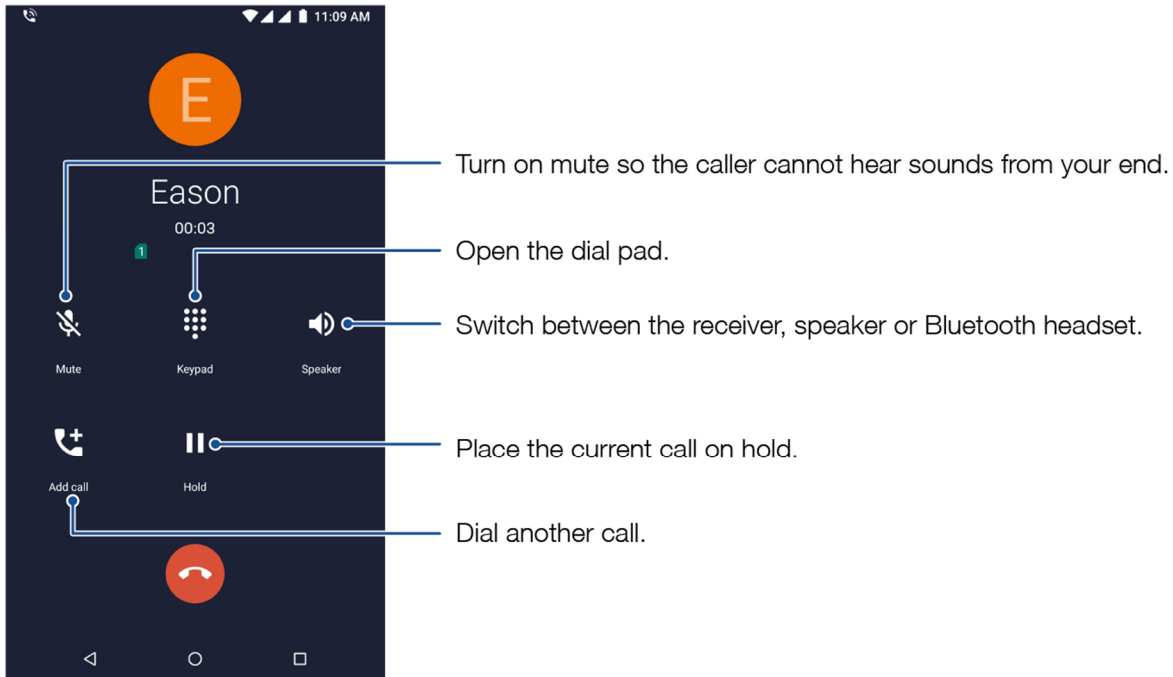 11:09 AM
E
Turn on mute so the caller cannot hear sounds from your end.
Eason
00:03
1
Open the dial pad.
Switch between the receiver, speaker or Bluetooth headset.
Mute
Keypad
Speaker
Place the current call on hold.
Add call
Hold
Dial another call.